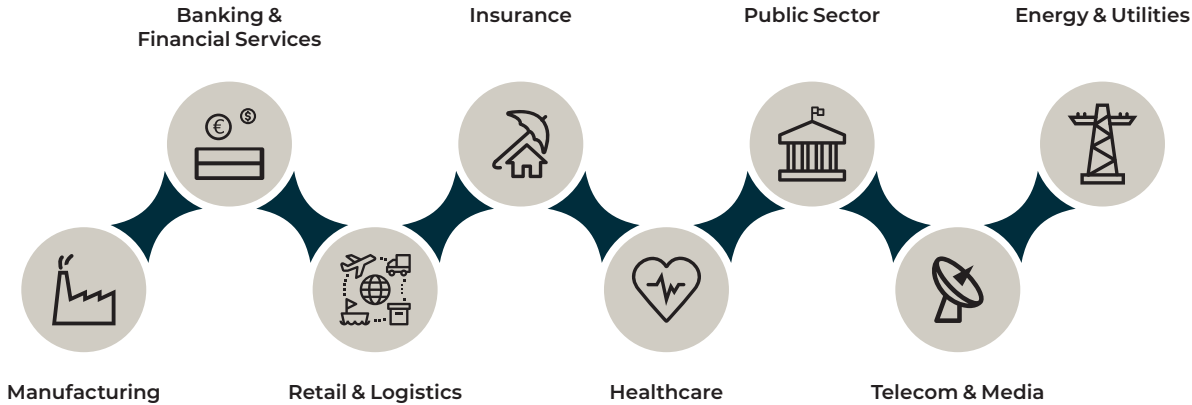 Banking &
Financial Services
Insurance
Public Sector
Energy & Utilities
€
$
Manufacturing
Retail & Logistics
Healthcare
Telecom & Media